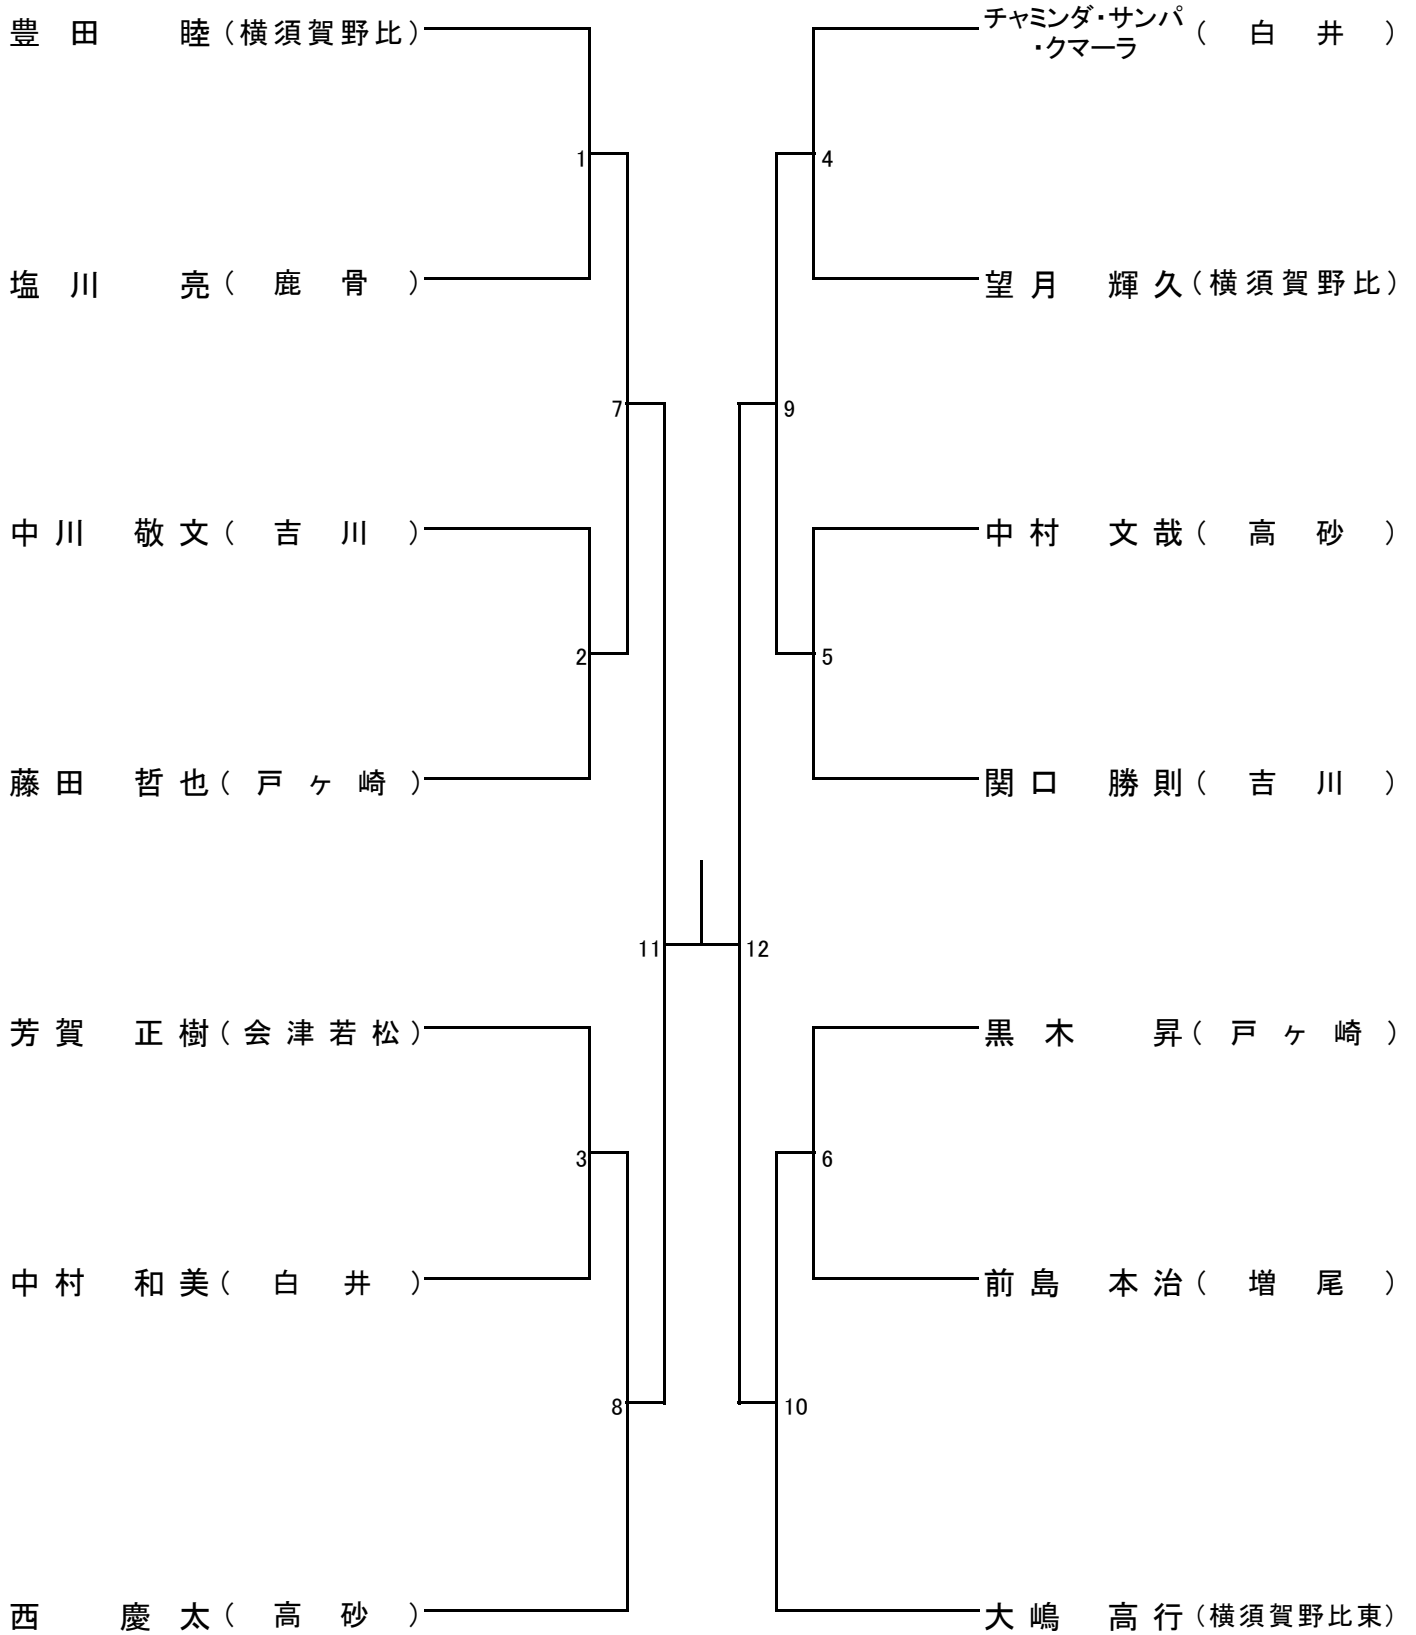 豊田 睦(横須賀野比)
1
塩川 亮(鹿骨)
7
中川 敬文(吉川)
2
藤田 哲也(戸ヶ崎)
11
芳賀 正樹(会津若松)
3
中村 和美(白井)
8
西 慶太(高砂)
チャミンダ・サンパ
・クマーラ(白井)
4
望月 輝久(横須賀野比)
9
中村 文哉(高砂)
5
関口 勝則(吉川)
12
黒木 昇(戸ヶ崎)
6
前島 本治(増尾)
10
大嶋 高行(横須賀野比東)